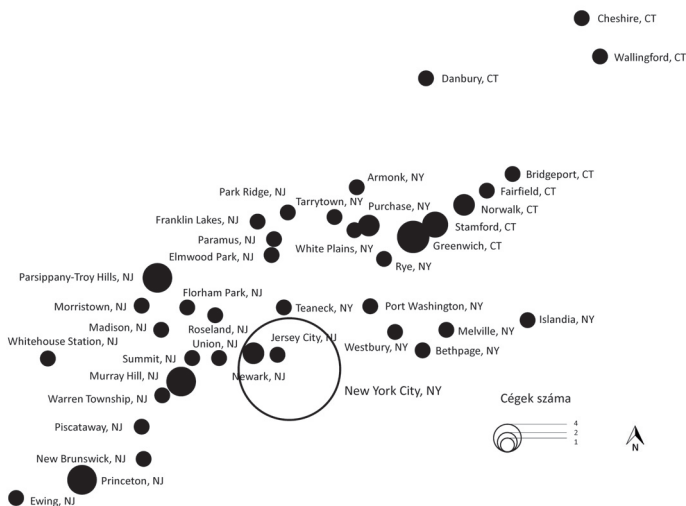 Cheshire, CT
Wallingford, CT
Danbury, CT
Bridgeport, CT
Armonk, NY
Fairfield, CT
Park Ridge, NJ
Tarrytown, NY
Purchase, NY
Norwalk, CT
Franklin Lakes, NJ
Stamford, CT
Paramus, NJ
White Plains, NY
Greenwich, CT
Elmwood Park, NJ
Rye, NY
Parsippany-Troy Hills, NJ
Florham Park, NJ
Morristown, NJ
Teaneck, NY
Port Washington, NY
Islandia, NY
Madison, NJ
Roseland, NJ
Melville, NY
Whitehouse Station, NJ
Union, NJ
Jersey City, NJ
Westbury, NY
Bethpage, NY
Summit, NJ
Murray Hill, NJ
Newark, NJ
New York City, NY
Warren Township, NJ
Cégek száma
4
2
1
N
Piscataway, NJ
New Brunswick, NJ
Princeton, NJ
Ewing, NJ